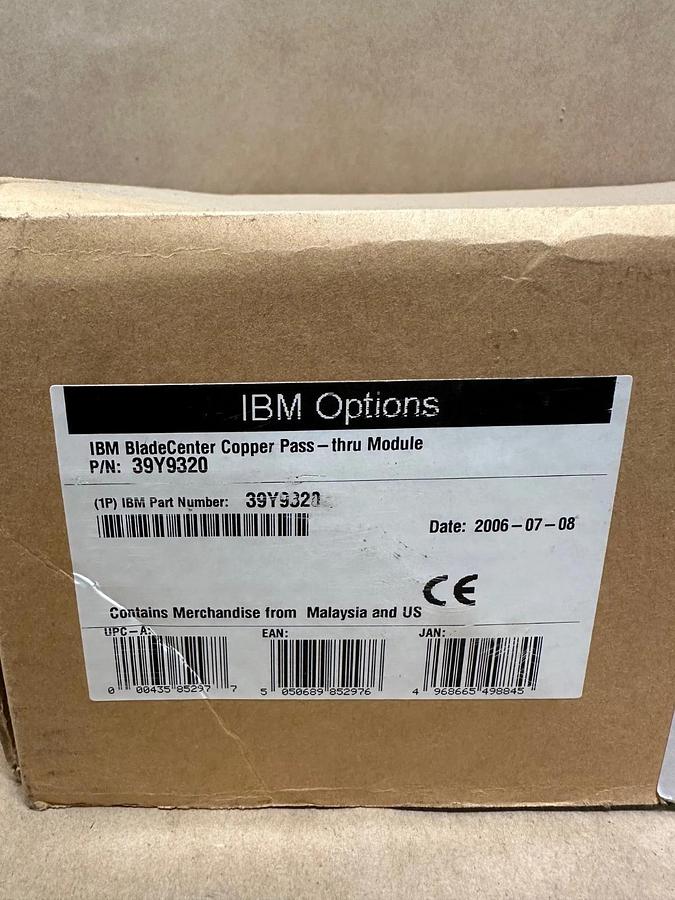 IBM Options
IBM BladeCenter Copper Pass-thru Module
P/N: 39Y9320
(1P) IBM Part Number: 39Y9320
Date: 2006-07-08
CE
Contains Merchandise from Malaysia and US
UPC-A: EAN: JAN:
0 00435 85297 7 5 050689 852976 4 968665 498845